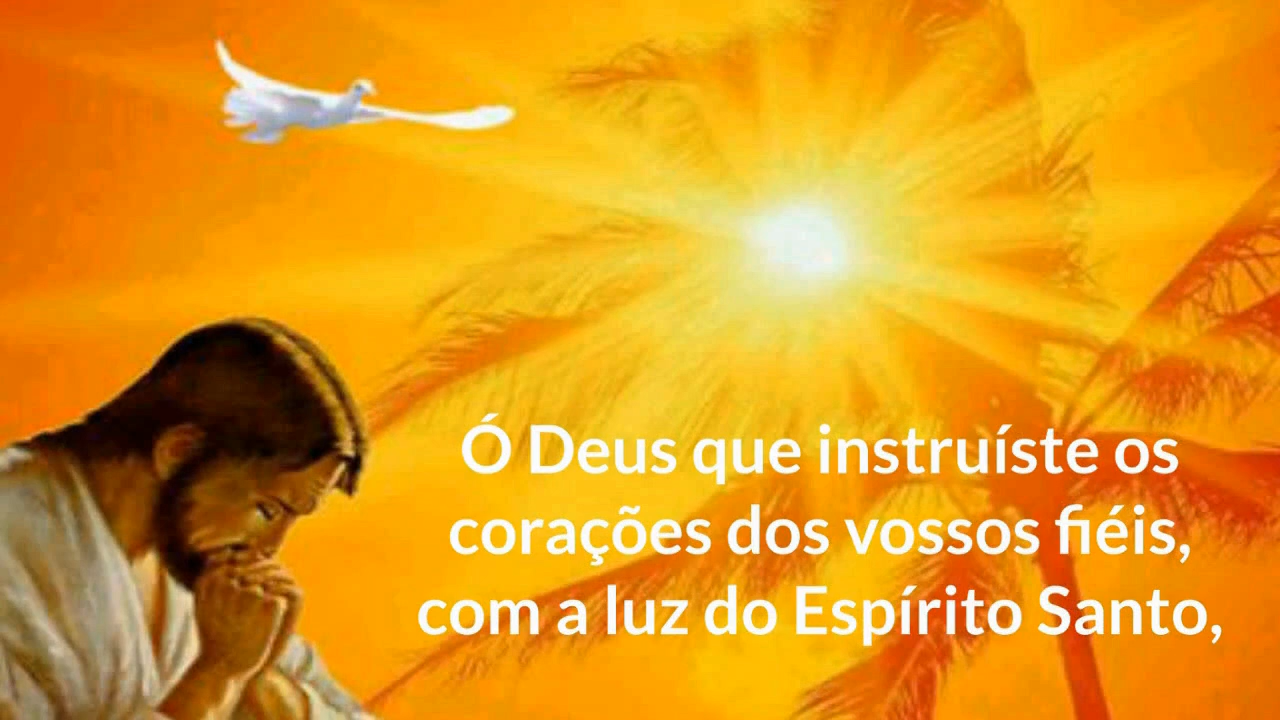 Ó Deus que instruíste os
corações dos vossos fiéis,
com a luz do Espírito Santo,